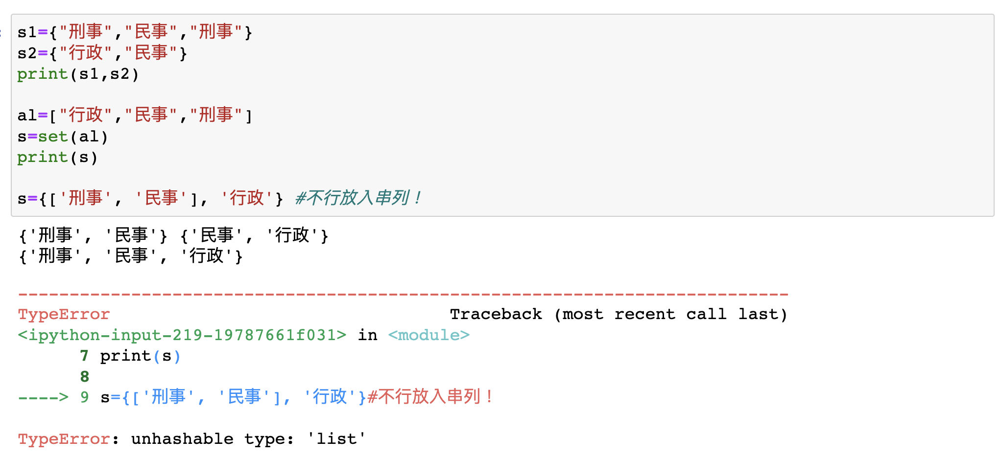 s1={"刑事","民事","刑事"}
s2={"行政","民事"}
print(s1,s2)
al=["行政","民事","刑事"]
s=set(al)
print(s)
s={['刑事', '民事'], '行政'} #不行放入串列！
{'刑事', '民事'} {'民事', '行政'}
{'刑事', '民事', '行政'}
---------------------------------------------------------------------------
TypeError                                 Traceback (most recent call last)
<ipython-input-219-19787661f031> in <module>
      7 print(s)
      8
----> 9 s={['刑事', '民事'], '行政'}#不行放入串列！
TypeError: unhashable type: 'list'